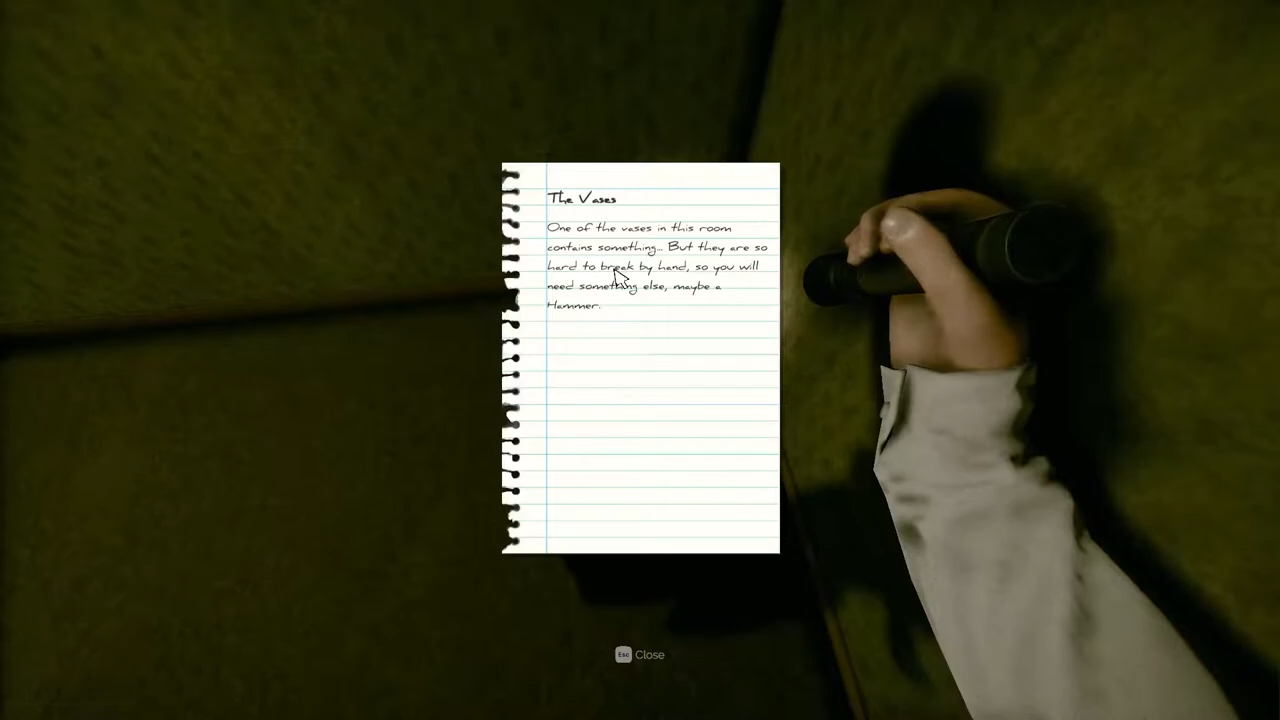 The Vases
One of the vases in this room
contains something... But they are so
hard to break by hand, so you will
need something else, maybe a
Hammer.
Esc Close